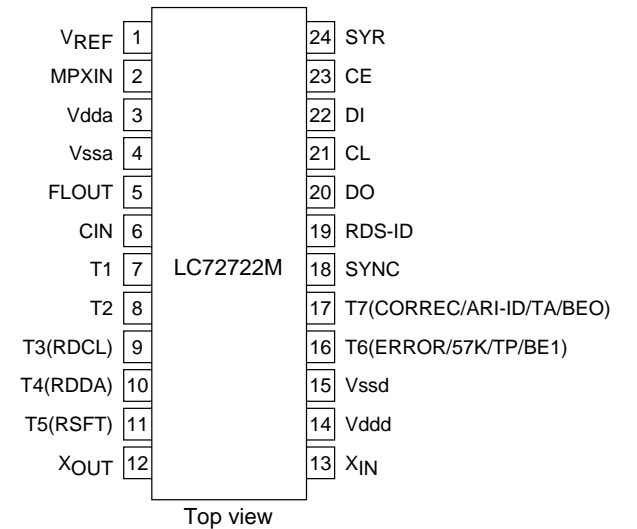 VREF 1 24 SYR
MPXIN 2 23 CE
Vdda 3 22 DI
Vssa 4 21 CL
FLOUT 5 20 DO
CIN 6 19 RDS-ID
T1 7 LC72722M 18 SYNC
T2 8 17 T7(CORREC/ARI-ID/TA/BEO)
T3(RDCL) 9 16 T6(ERROR/57K/TP/BE1)
T4(RDDA) 10 15 Vssd
T5(RSFT) 11 14 Vddd
XOUT 12 13 XIN
Top view